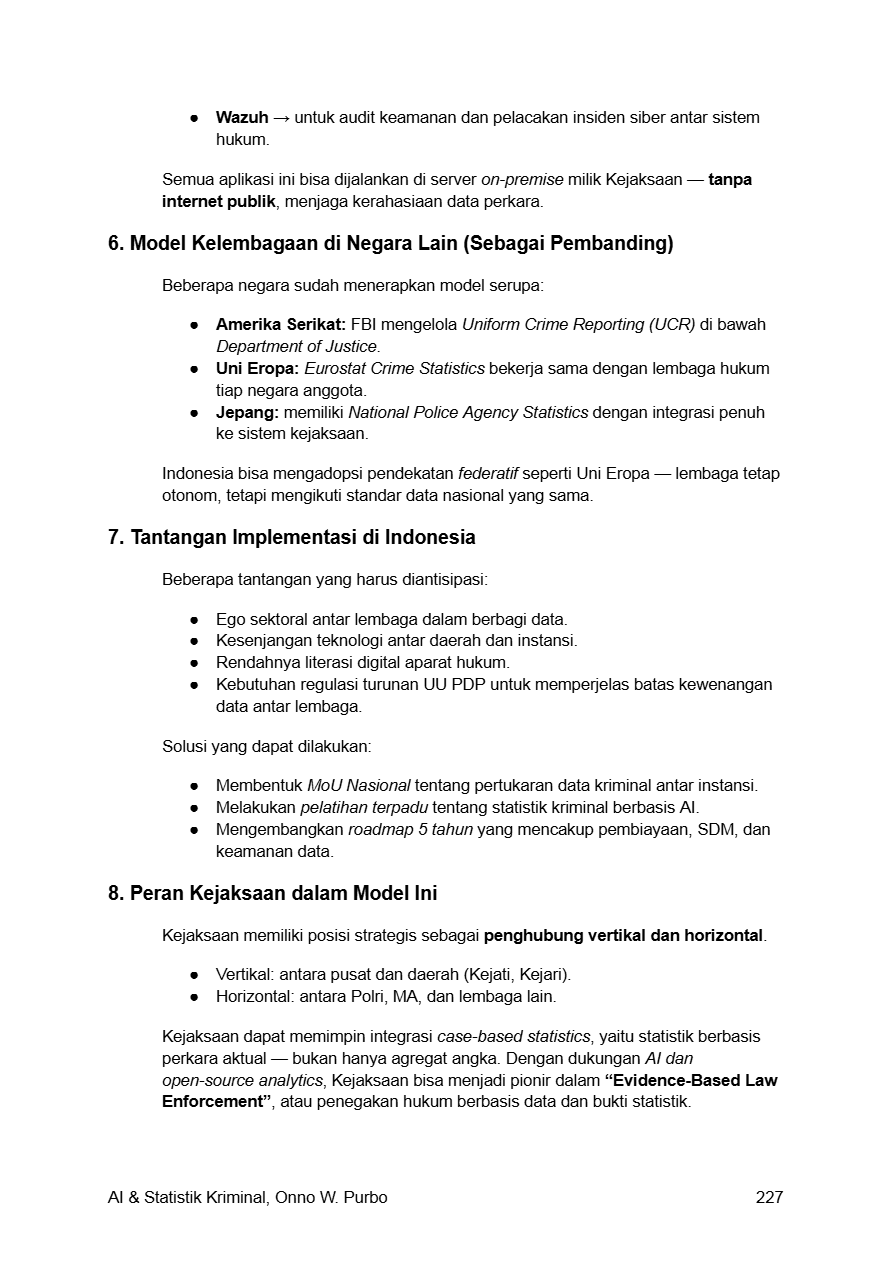 ● Wazuh → untuk audit keamanan dan pelacakan insiden siber antar sistem
hukum.
Semua aplikasi ini bisa dijalankan di server on-premise milik Kejaksaan — tanpa
internet publik, menjaga kerahasiaan data perkara.
6. Model Kelembagaan di Negara Lain (Sebagai Pembanding)
Beberapa negara sudah menerapkan model serupa:
● Amerika Serikat: FBI mengelola Uniform Crime Reporting (UCR) di bawah
Department of Justice.
● Uni Eropa: Eurostat Crime Statistics bekerja sama dengan lembaga hukum
tiap negara anggota.
● Jepang: memiliki National Police Agency Statistics dengan integrasi penuh
ke sistem kejaksaan.
Indonesia bisa mengadopsi pendekatan federatif seperti Uni Eropa — lembaga tetap
otonom, tetapi mengikuti standar data nasional yang sama.
7. Tantangan Implementasi di Indonesia
Beberapa tantangan yang harus diantisipasi:
● Ego sektoral antar lembaga dalam berbagi data.
● Kesenjangan teknologi antar daerah dan instansi.
● Rendahnya literasi digital aparat hukum.
● Kebutuhan regulasi turunan UU PDP untuk memperjelas batas kewenangan
data antar lembaga.
Solusi yang dapat dilakukan:
● Membentuk MoU Nasional tentang pertukaran data kriminal antar instansi.
● Melakukan pelatihan terpadu tentang statistik kriminal berbasis AI.
● Mengembangkan roadmap 5 tahun yang mencakup pembiayaan, SDM, dan
keamanan data.
8. Peran Kejaksaan dalam Model Ini
Kejaksaan memiliki posisi strategis sebagai penghubung vertikal dan horizontal.
● Vertikal: antara pusat dan daerah (Kejati, Kejari).
● Horizontal: antara Polri, MA, dan lembaga lain.
Kejaksaan dapat memimpin integrasi case-based statistics, yaitu statistik berbasis
perkara aktual — bukan hanya agregat angka. Dengan dukungan AI dan
open-source analytics, Kejaksaan bisa menjadi pionir dalam “Evidence-Based Law
Enforcement”, atau penegakan hukum berbasis data dan bukti statistik.
AI & Statistik Kriminal, Onno W. Purbo 227